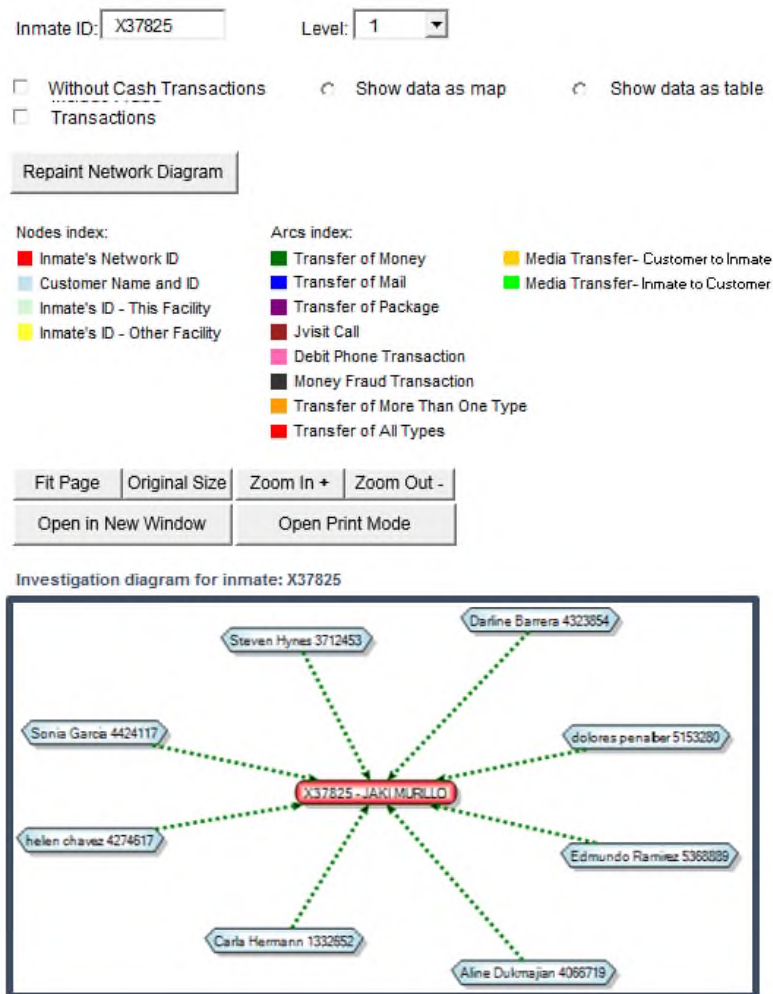 Inmate ID: X37825 Level: 1
Without Cash Transactions Show data as map Show data as table
Transactions
Repaint Network Diagram
Nodes index: Arcs index:
Inmate's Network ID Transfer of Money Media Transfer- Customer to Inmate
Customer Name and ID Transfer of Mail Media Transfer- Inmate to Customer
Inmate's ID - This Facility Transfer of Package
Inmate's ID - Other Facility Jvisit Call
Debit Phone Transaction
Money Fraud Transaction
Transfer of More Than One Type
Transfer of All Types
Fit Page Original Size Zoom In + Zoom Out -
Open in New Window Open Print Mode
Investigation diagram for inmate: X37825
Darline Barrera 4323854
Steven Hynes 3712453
Sonia Garcia 4424117
dolores penalber 5153280
X37825 - JAKI MURILLO
helen chavez 4274617
Edmundo Ramirez 5368889
Carla Hermann 1332652
Aline Dukmajian 4066719